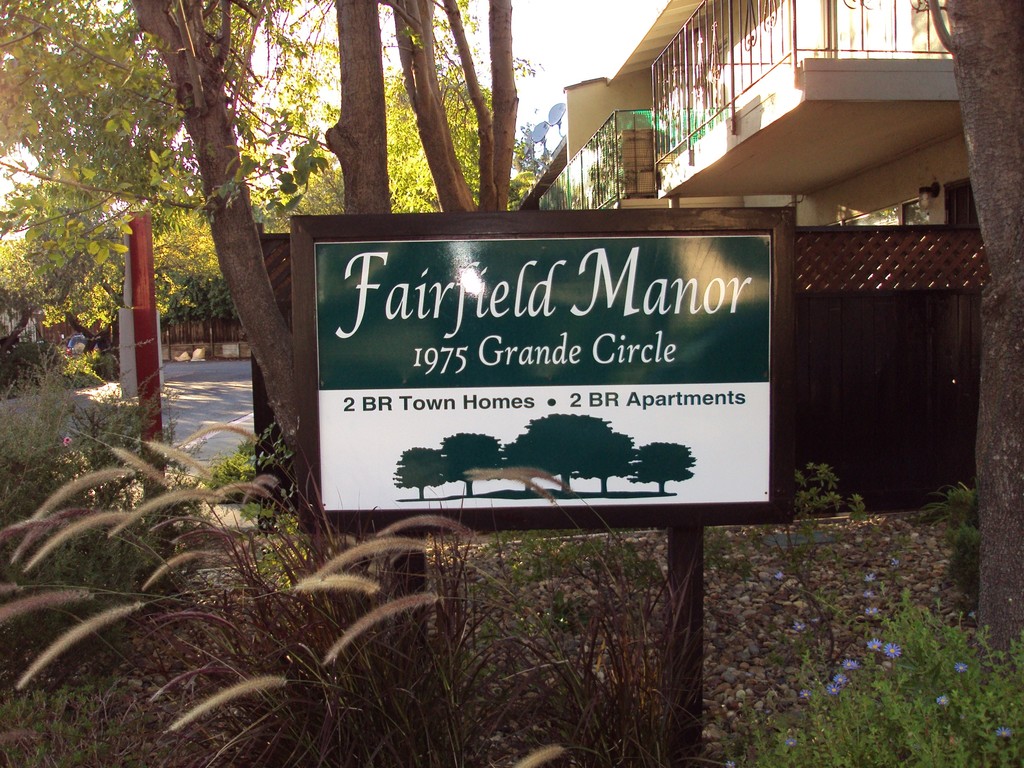 Fairfield Manor
1975 Grande Circle
2 BR Town Homes • 2 BR Apartments